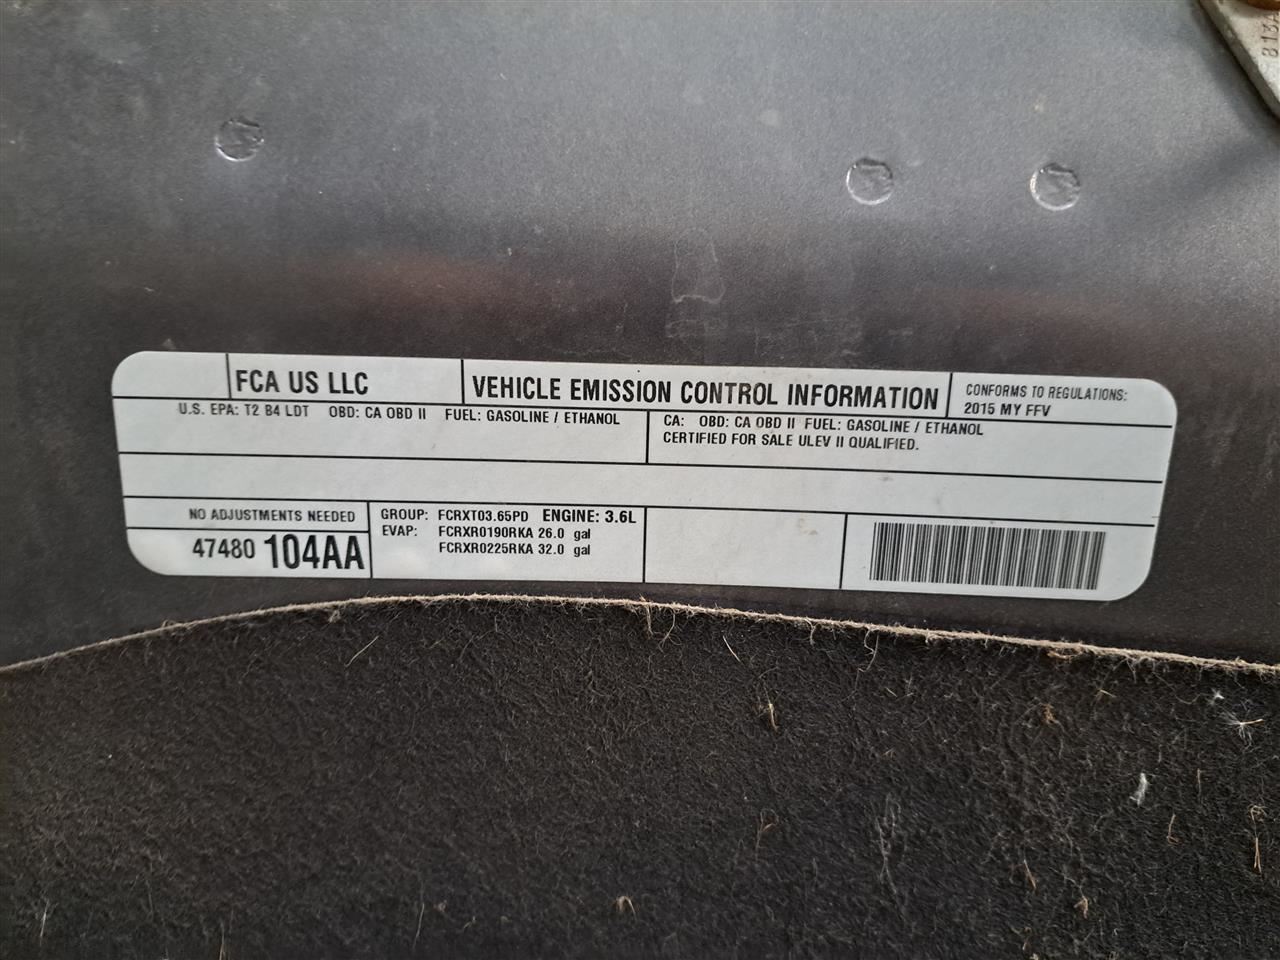 813A
FCA US LLC
VEHICLE EMISSION CONTROL INFORMATION
CONFORMS TO REGULATIONS:
2015 MY FFV
U.S. EPA: T2 B4 LDT OBD: CA OBD II FUEL: GASOLINE / ETHANOL
CA: OBD: CA OBD II FUEL: GASOLINE / ETHANOL
CERTIFIED FOR SALE ULEV II QUALIFIED.
NO ADJUSTMENTS NEEDED
47480 104AA
GROUP: FCRXT03.65PD ENGINE: 3.6L
EVAP: FCRXR0190RKA 26.0 gal
FCRXR0225RKA 32.0 gal